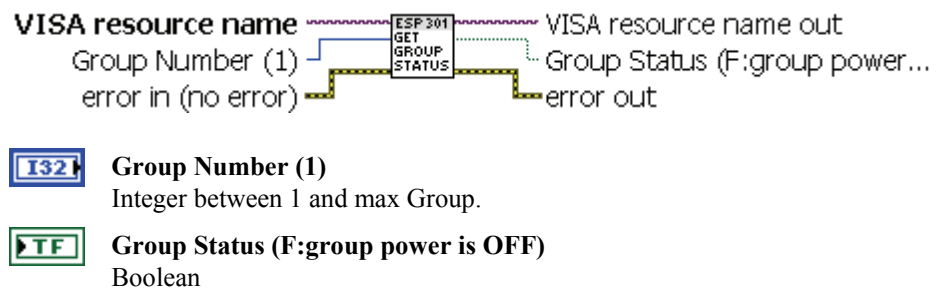 VISA resource name ESP 301 VISA resource name out
Group Number (1) GET GROUP STATUS Group Status (F:group power...
error in (no error) error out
I32 Group Number (1)
Integer between 1 and max Group.
TF Group Status (F:group power is OFF)
Boolean